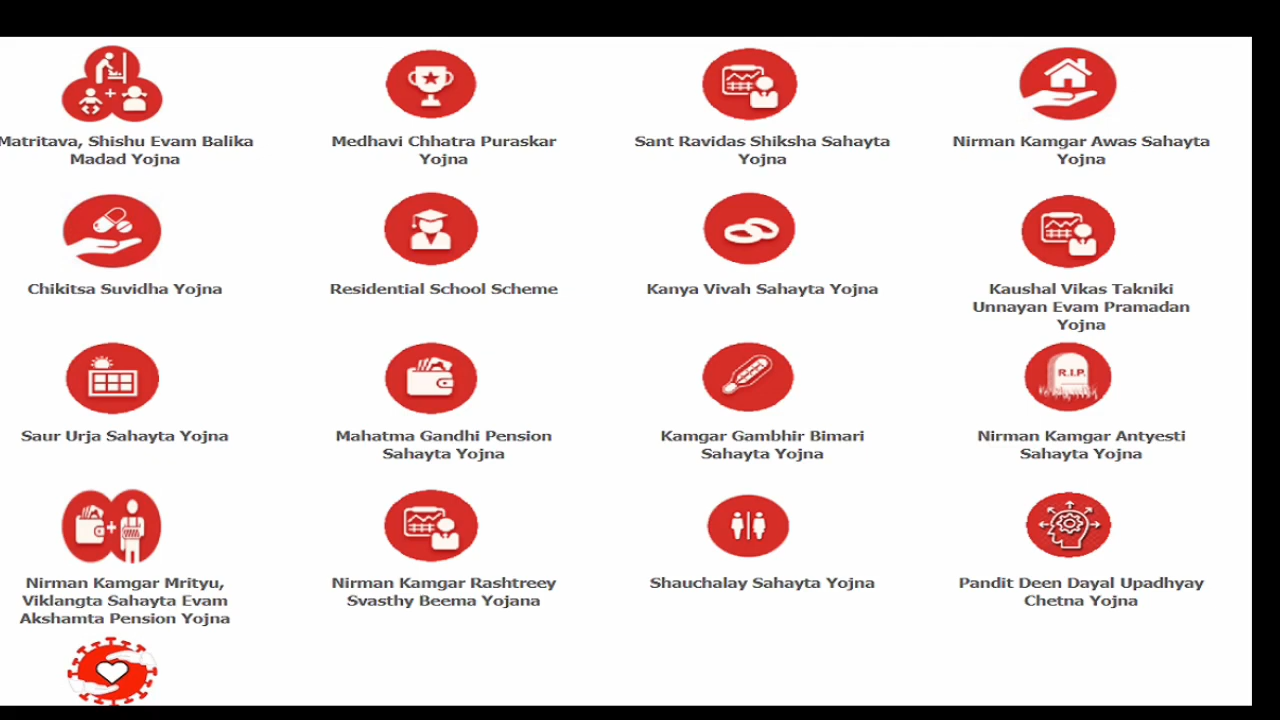 Matritava, Shishu Evam Balika
Madad Yojna
Medhavi Chhatra Puraskar
Yojna
Sant Ravidas Shiksha Sahayta
Yojna
Nirman Kamgar Awas Sahayta
Yojna
Chikitsa Suvidha Yojna
Residential School Scheme
Kanya Vivah Sahayta Yojna
Kaushal Vikas Takniki
Unnayan Evam Pramadan
Yojna
R.I.P.
Saur Urja Sahayta Yojna
Mahatma Gandhi Pension
Sahayta Yojna
Kamgar Gambhir Bimari
Sahayta Yojna
Nirman Kamgar Antyesti
Sahayta Yojna
Nirman Kamgar Mrityu,
Viklangta Sahayta Evam
Akshamta Pension Yojna
Nirman Kamgar Rashtreey
Svasthy Beema Yojana
Shauchalay Sahayta Yojna
Pandit Deen Dayal Upadhyay
Chetna Yojna